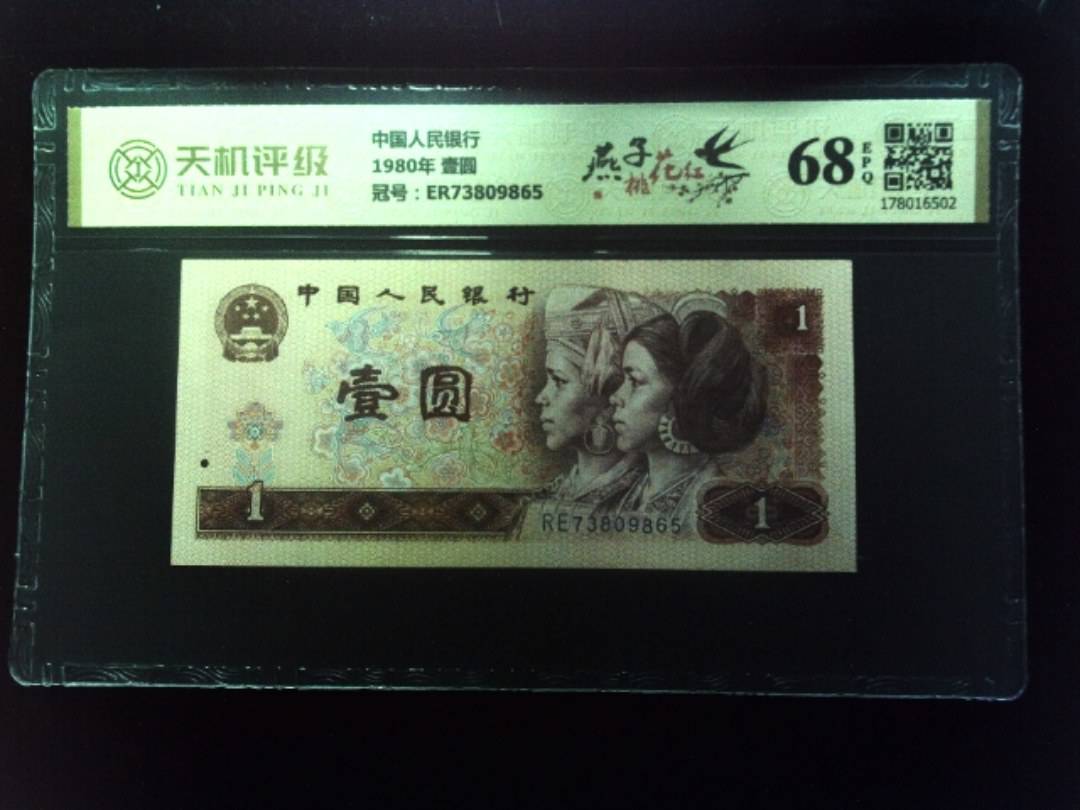 天机评级
TIAN JI PING JI
中国人民银行
1980年 壹圆
冠号：ER73809865
燕子
桃花红
68
EPQ
178016502
中国人民银行
1
壹圆
1
RE73809865
1